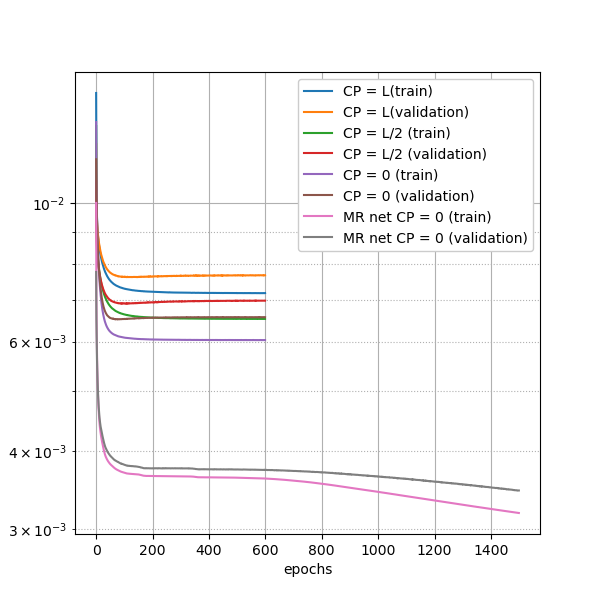 CP = L(train)
CP = L(validation)
CP = L/2 (train)
CP = L/2 (validation)
CP = 0 (train)
CP = 0 (validation)
MR net CP = 0 (train)
MR net CP = 0 (validation)
10⁻²
6 × 10⁻³
4 × 10⁻³
3 × 10⁻³
0 200 400 600 800 1000 1200 1400
epochs